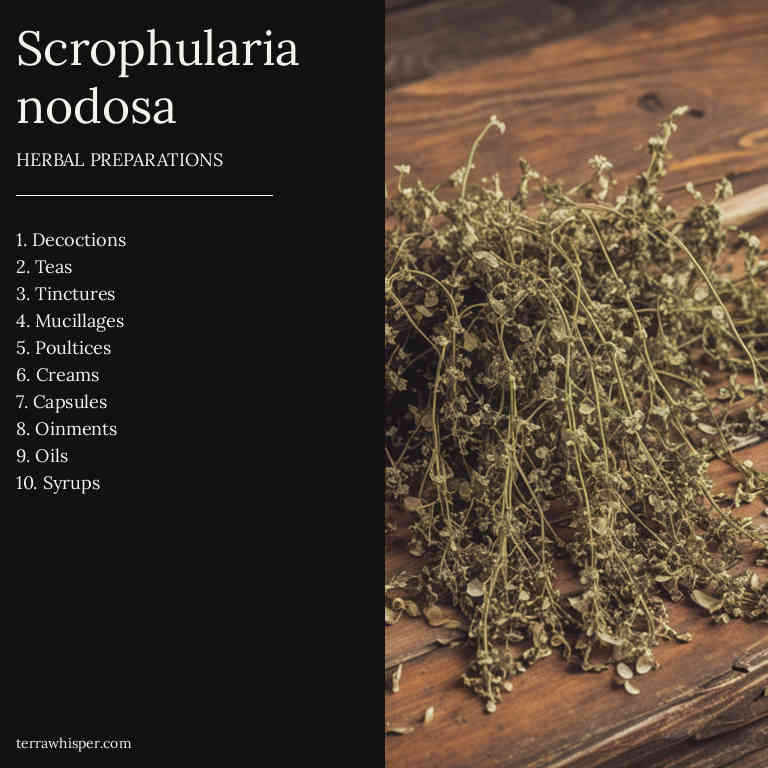 Scrophularia
nodosa
HERBAL PREPARATIONS
1. Decoctions
2. Teas
3. Tinctures
4. Mucillages
5. Poultices
6. Creams
7. Capsules
8. Oinments
9. Oils
10. Syrups
terrawhisper.com